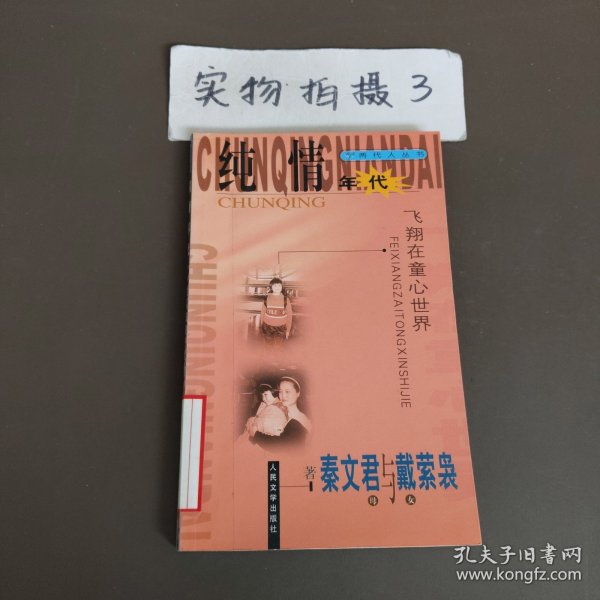 实物拍摄3
CHUNQINGNIANDAI
两代人丛书
纯情
年代
CHUNQING
飞翔在童心世界
FEIXIANGZAITONGXINSHIJIE
著
秦文君与戴萦袅
母
女
人民文学出版社
孔夫子旧书网
www.kongfz.com